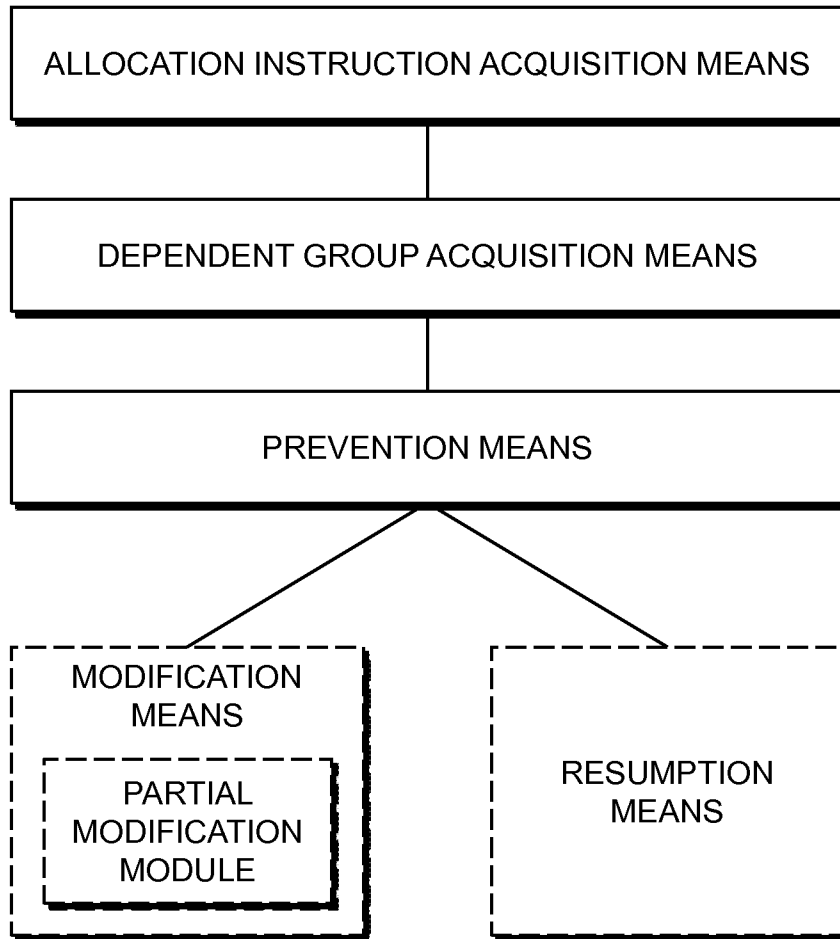 ALLOCATION INSTRUCTION ACQUISITION MEANS
DEPENDENT GROUP ACQUISITION MEANS
PREVENTION MEANS
MODIFICATION
MEANS
PARTIAL
MODIFICATION
MODULE
RESUMPTION
MEANS